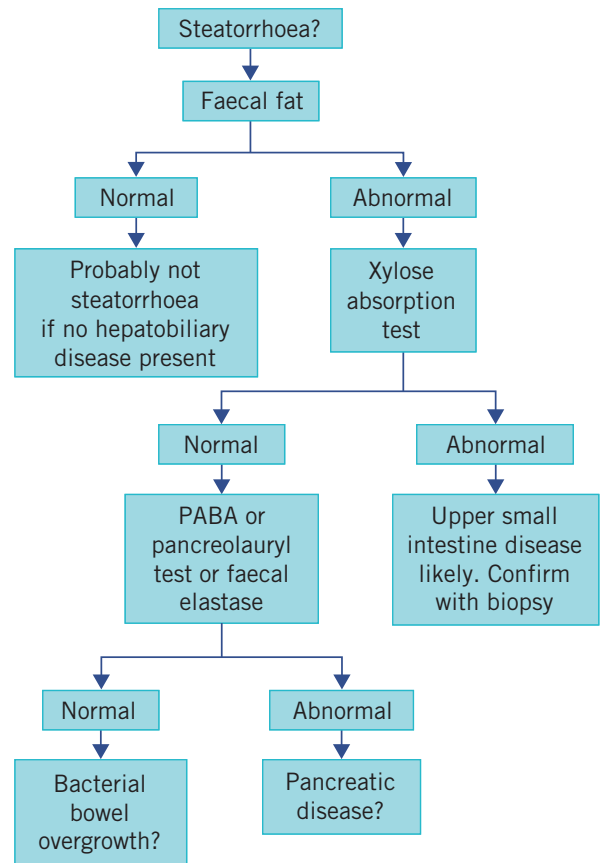 Steatorrhoea?
Faecal fat
Normal
Abnormal
Probably not
steatorrhoea
if no hepatobiliary
disease present
Xylose
absorption
test
Normal
Abnormal
PABA or
pancreolauryl
test or faecal
elastase
Upper small
intestine disease
likely. Confirm
with biopsy
Normal
Abnormal
Bacterial
bowel
overgrowth?
Pancreatic
disease?